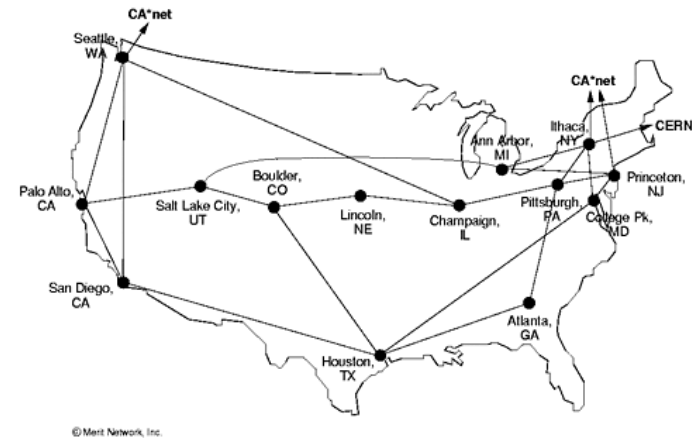 CA*net
Seattle,
WA
CA*net
Ithaca,
NY
CERN
Ann Arbor,
MI
Boulder,
CO
Palo Alto,
CA
Salt Lake City,
UT
Lincoln,
NE
Champaign,
IL
Pittsburgh,
PA
Princeton,
NJ
College Pk,
MD
San Diego,
CA
Atlanta,
GA
Houston,
TX
© Merit Network, Inc.